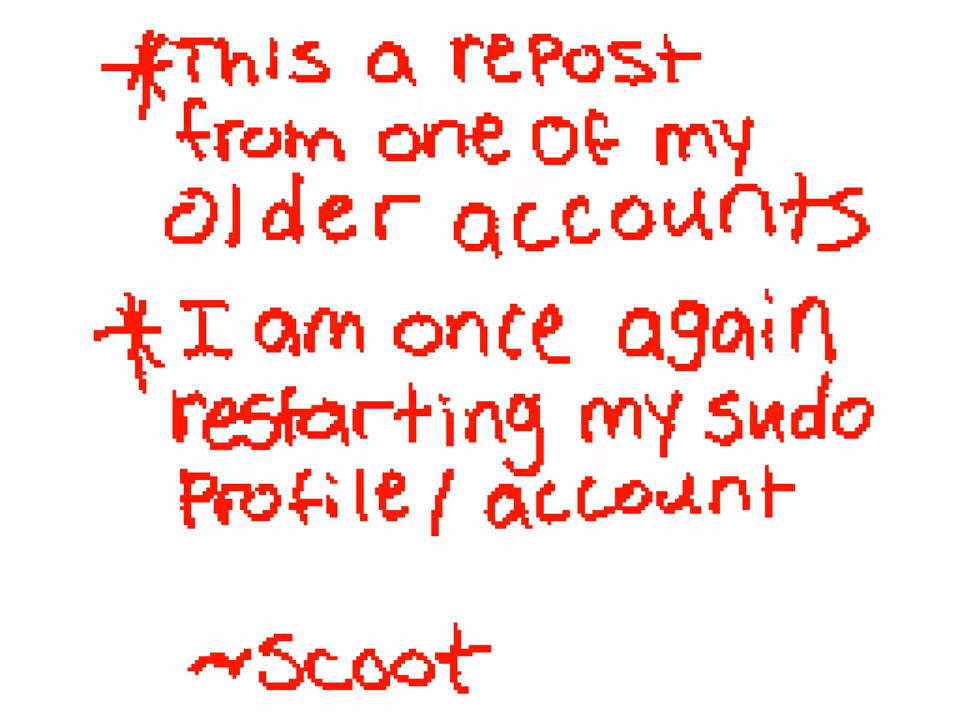 *This a repost
from one of my
older accounts
*I am once again
restarting my sudo
Profile/account
~Scoot